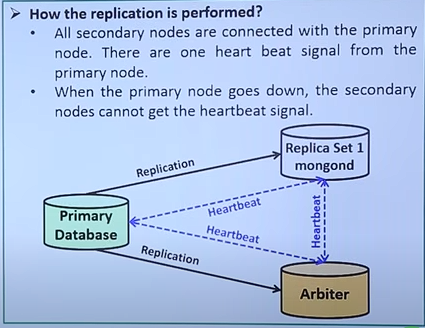 ➤ How the replication is performed?
• All secondary nodes are connected with the primary
node. There are one heart beat signal from the
primary node.
• When the primary node goes down, the secondary
nodes cannot get the heartbeat signal.
Replica Set 1
mongond
Replication
Heartbeat
Primary
Database
Heartbeat
Heartbeat
Replication
Arbiter